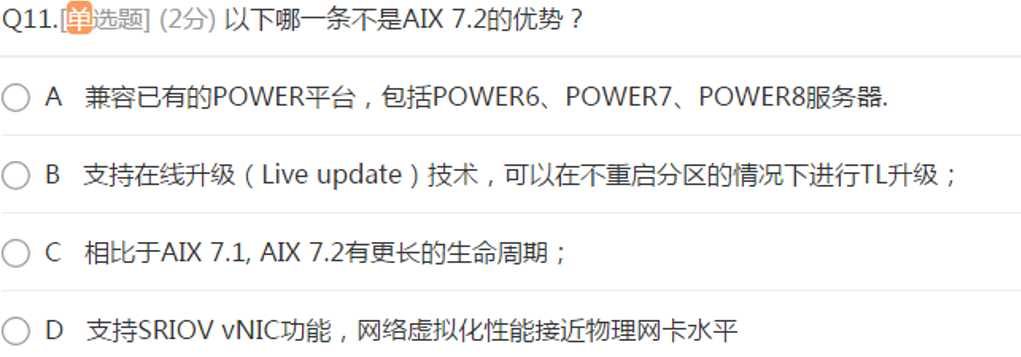 Q11.[单选题] (2分) 以下哪一条不是AIX 7.2的优势？
A 兼容已有的POWER平台，包括POWER6、POWER7、POWER8服务器.
B 支持在线升级（Live update）技术，可以在不重启分区的情况下进行TL升级；
C 相比于AIX 7.1, AIX 7.2有更长的生命周期；
D 支持SRIOV vNIC功能，网络虚拟化性能接近物理网卡水平